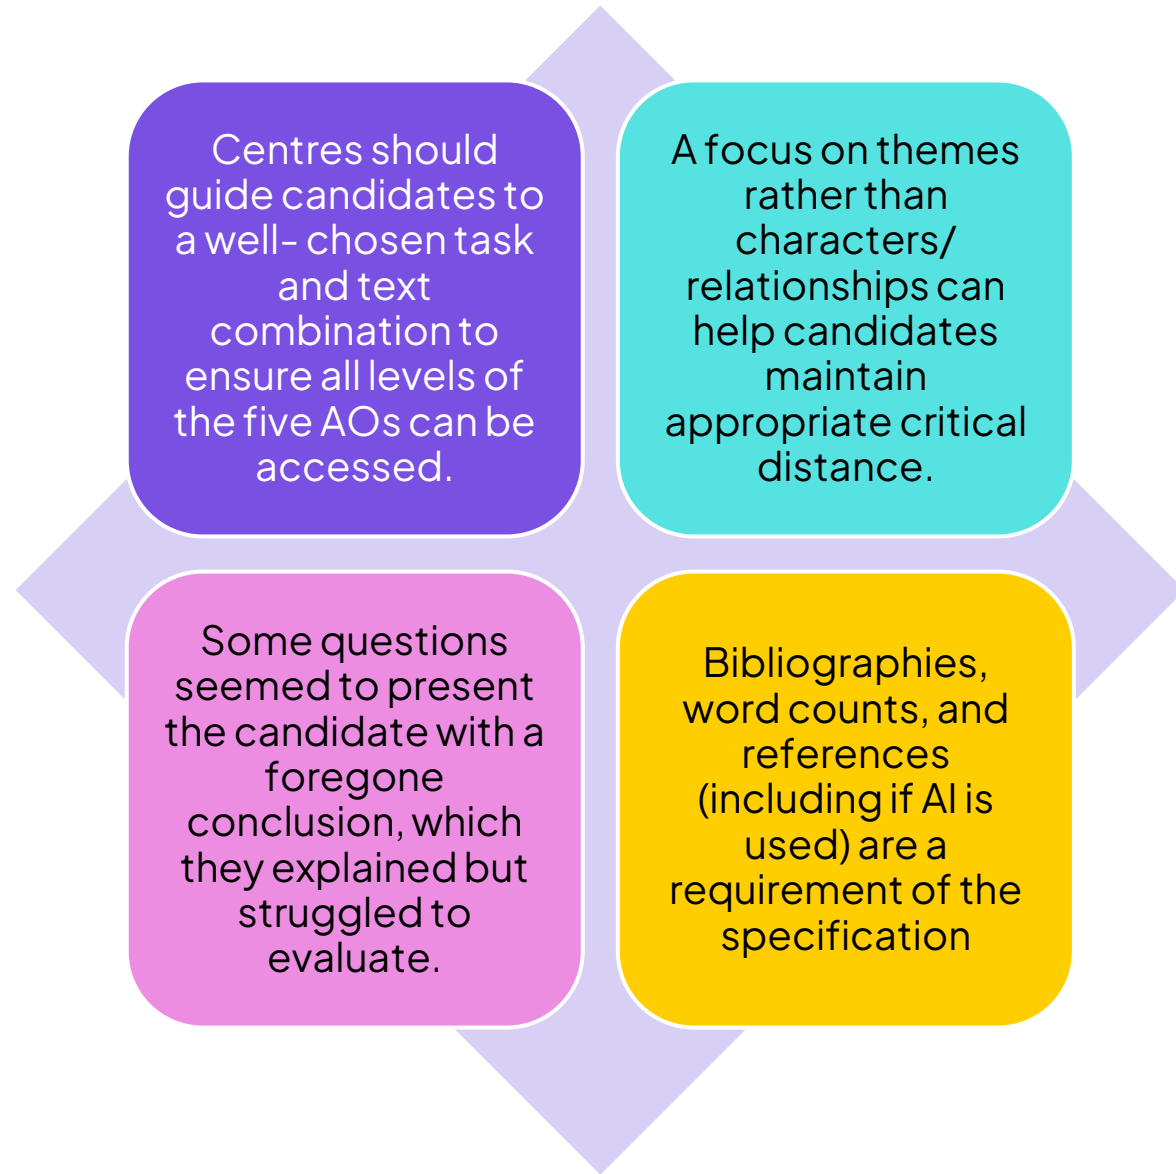 Centres should
guide candidates to
a well- chosen task
and text
combination to
ensure all levels of
the five AOs can be
accessed.
A focus on themes
rather than
characters/
relationships can
help candidates
maintain
appropriate critical
distance.
Some questions
seemed to present
the candidate with a
foregone
conclusion, which
they explained but
struggled to
evaluate.
Bibliographies,
word counts, and
references
(including if AI is
used) are a
requirement of the
specification